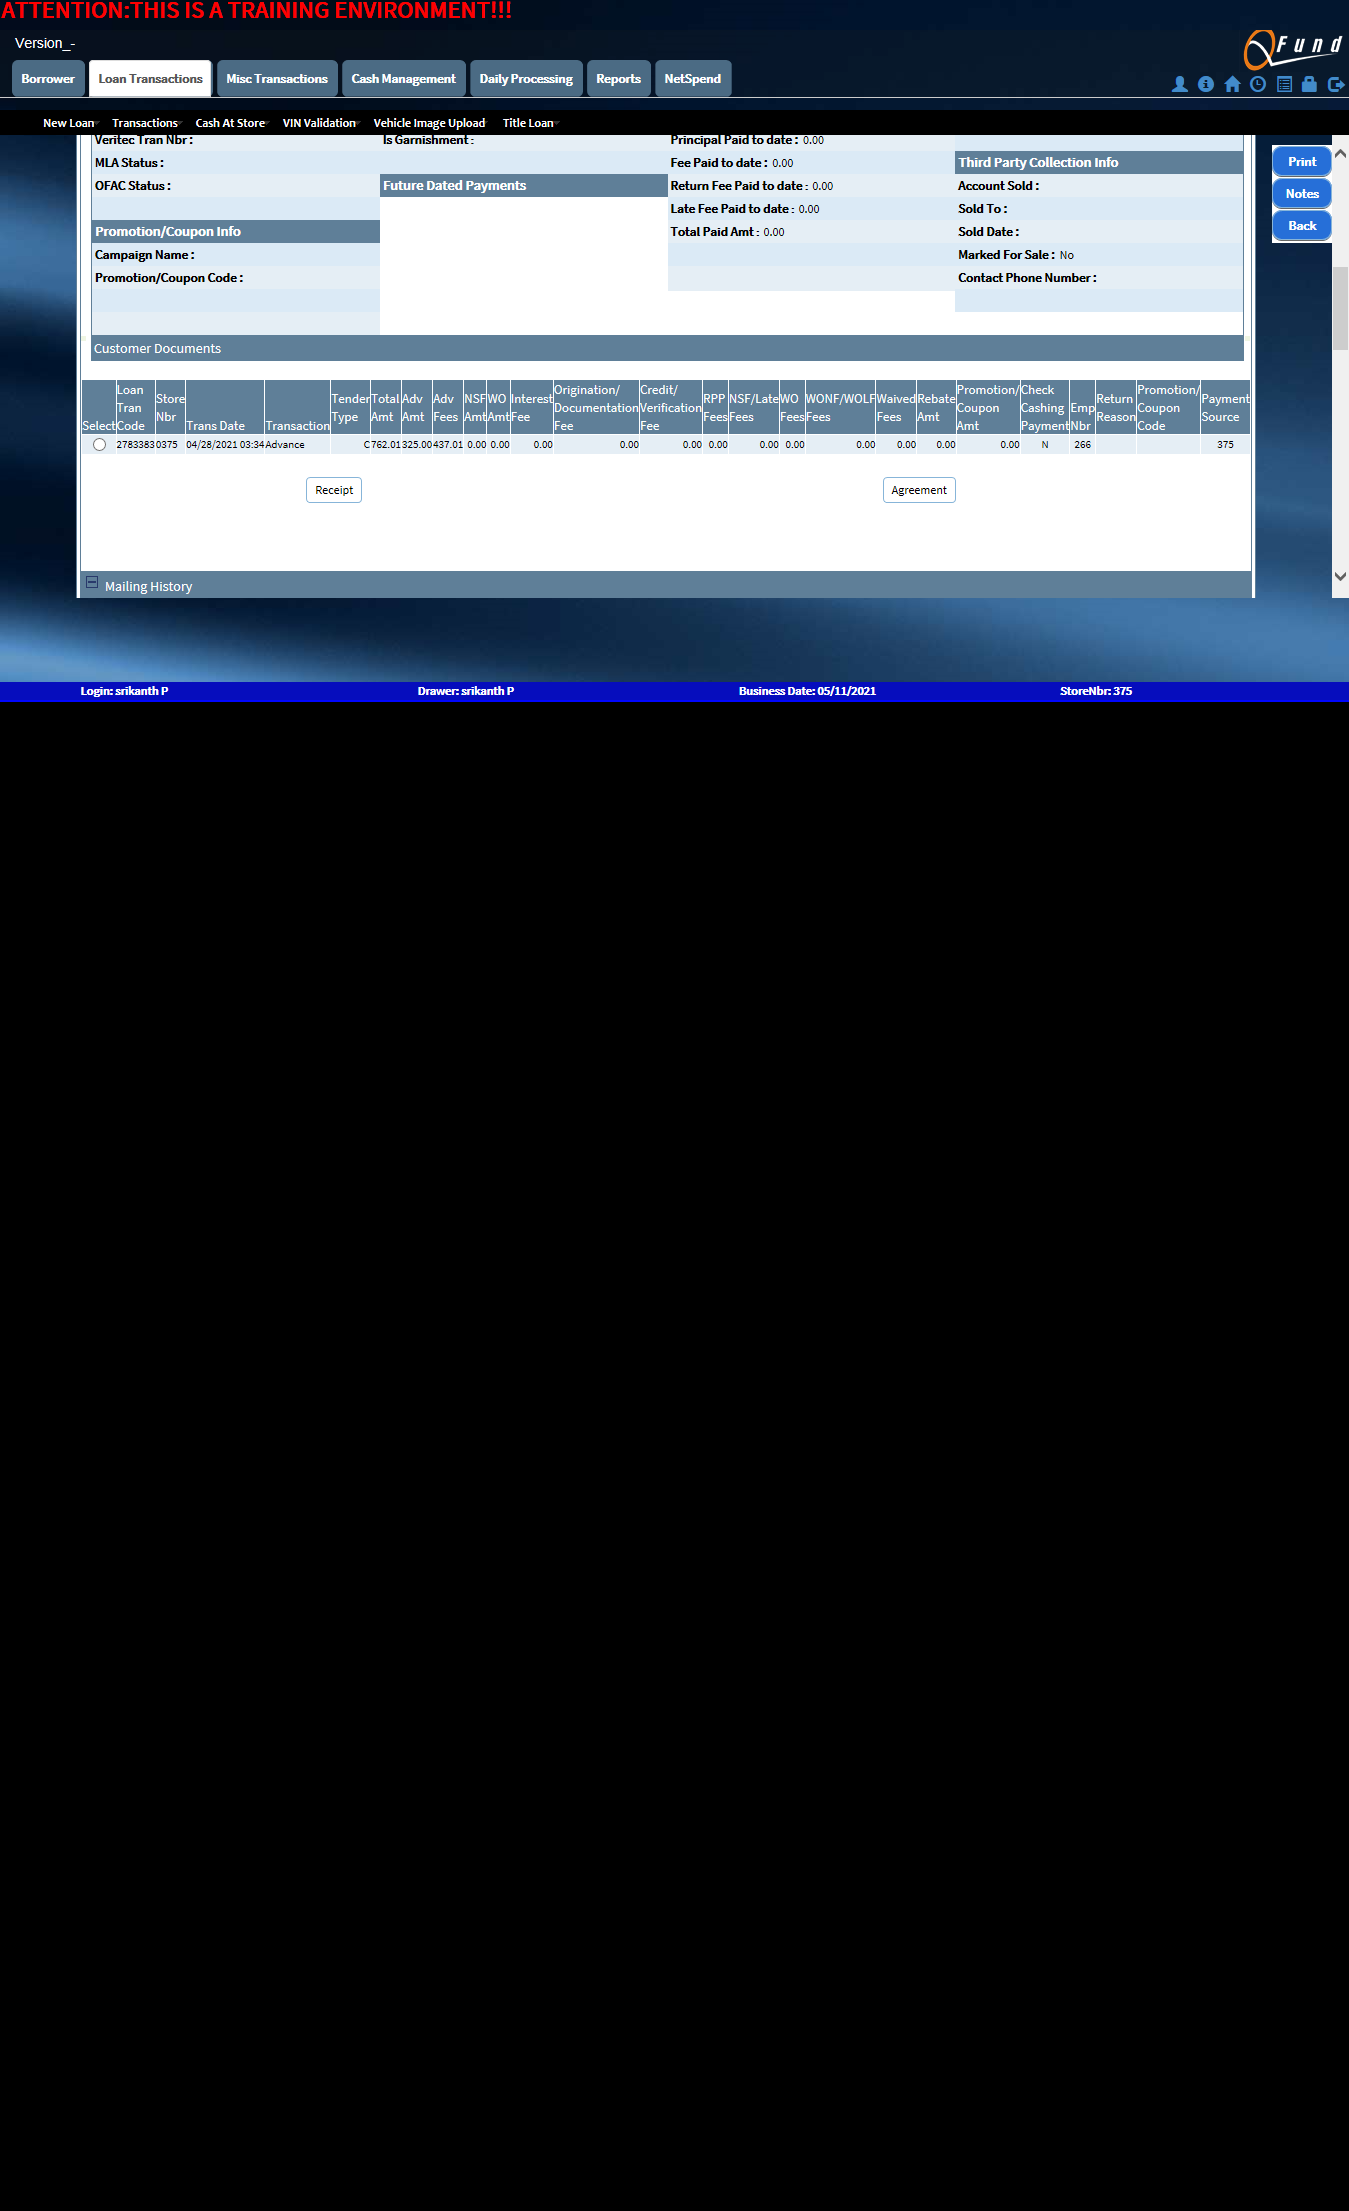 ATTENTION:THIS IS A TRAINING ENVIRONMENT!!!
Version_-
Fund
Borrower Loan Transactions Misc Transactions Cash Management Daily Processing Reports NetSpend
New Loan Transactions Cash At Store VIN Validation Vehicle Image Upload Title Loan
Veritec Tran Nbr : Is Garnishment : Principal Paid to date : 0.00
MLA Status : Fee Paid to date : 0.00 Third Party Collection Info Print
OFAC Status : Future Dated Payments Return Fee Paid to date : 0.00 Account Sold : Notes
Late Fee Paid to date : 0.00 Sold To :
Promotion/Coupon Info Total Paid Amt : 0.00 Sold Date : Back
Campaign Name : Marked For Sale : No
Promotion/Coupon Code : Contact Phone Number :
Customer Documents
Select Loan Tran Code Store Nbr Trans Date Transaction Tender Type Total Amt Adv Amt Adv Fees NSF Amt WO Amt Interest Fee Origination/ Documentation Fee Credit/ Verification Fee RPP Fees NSF/Late Fees WO Fees WONF/WOLF Fees Waived Fees Rebate Amt Promotion/ Coupon Amt Check Cashing Payment Emp Nbr Return Reason Promotion/ Coupon Code Payment Source
2783383 0375 04/28/2021 03:34 Advance C 762.01 325.00 437.01 0.00 0.00 0.00 0.00 0.00 0.00 0.00 0.00 0.00 0.00 0.00 0.00 N 266 375
Receipt Agreement
Mailing History
Login: srikanth P Drawer: srikanth P Business Date: 05/11/2021 StoreNbr: 375